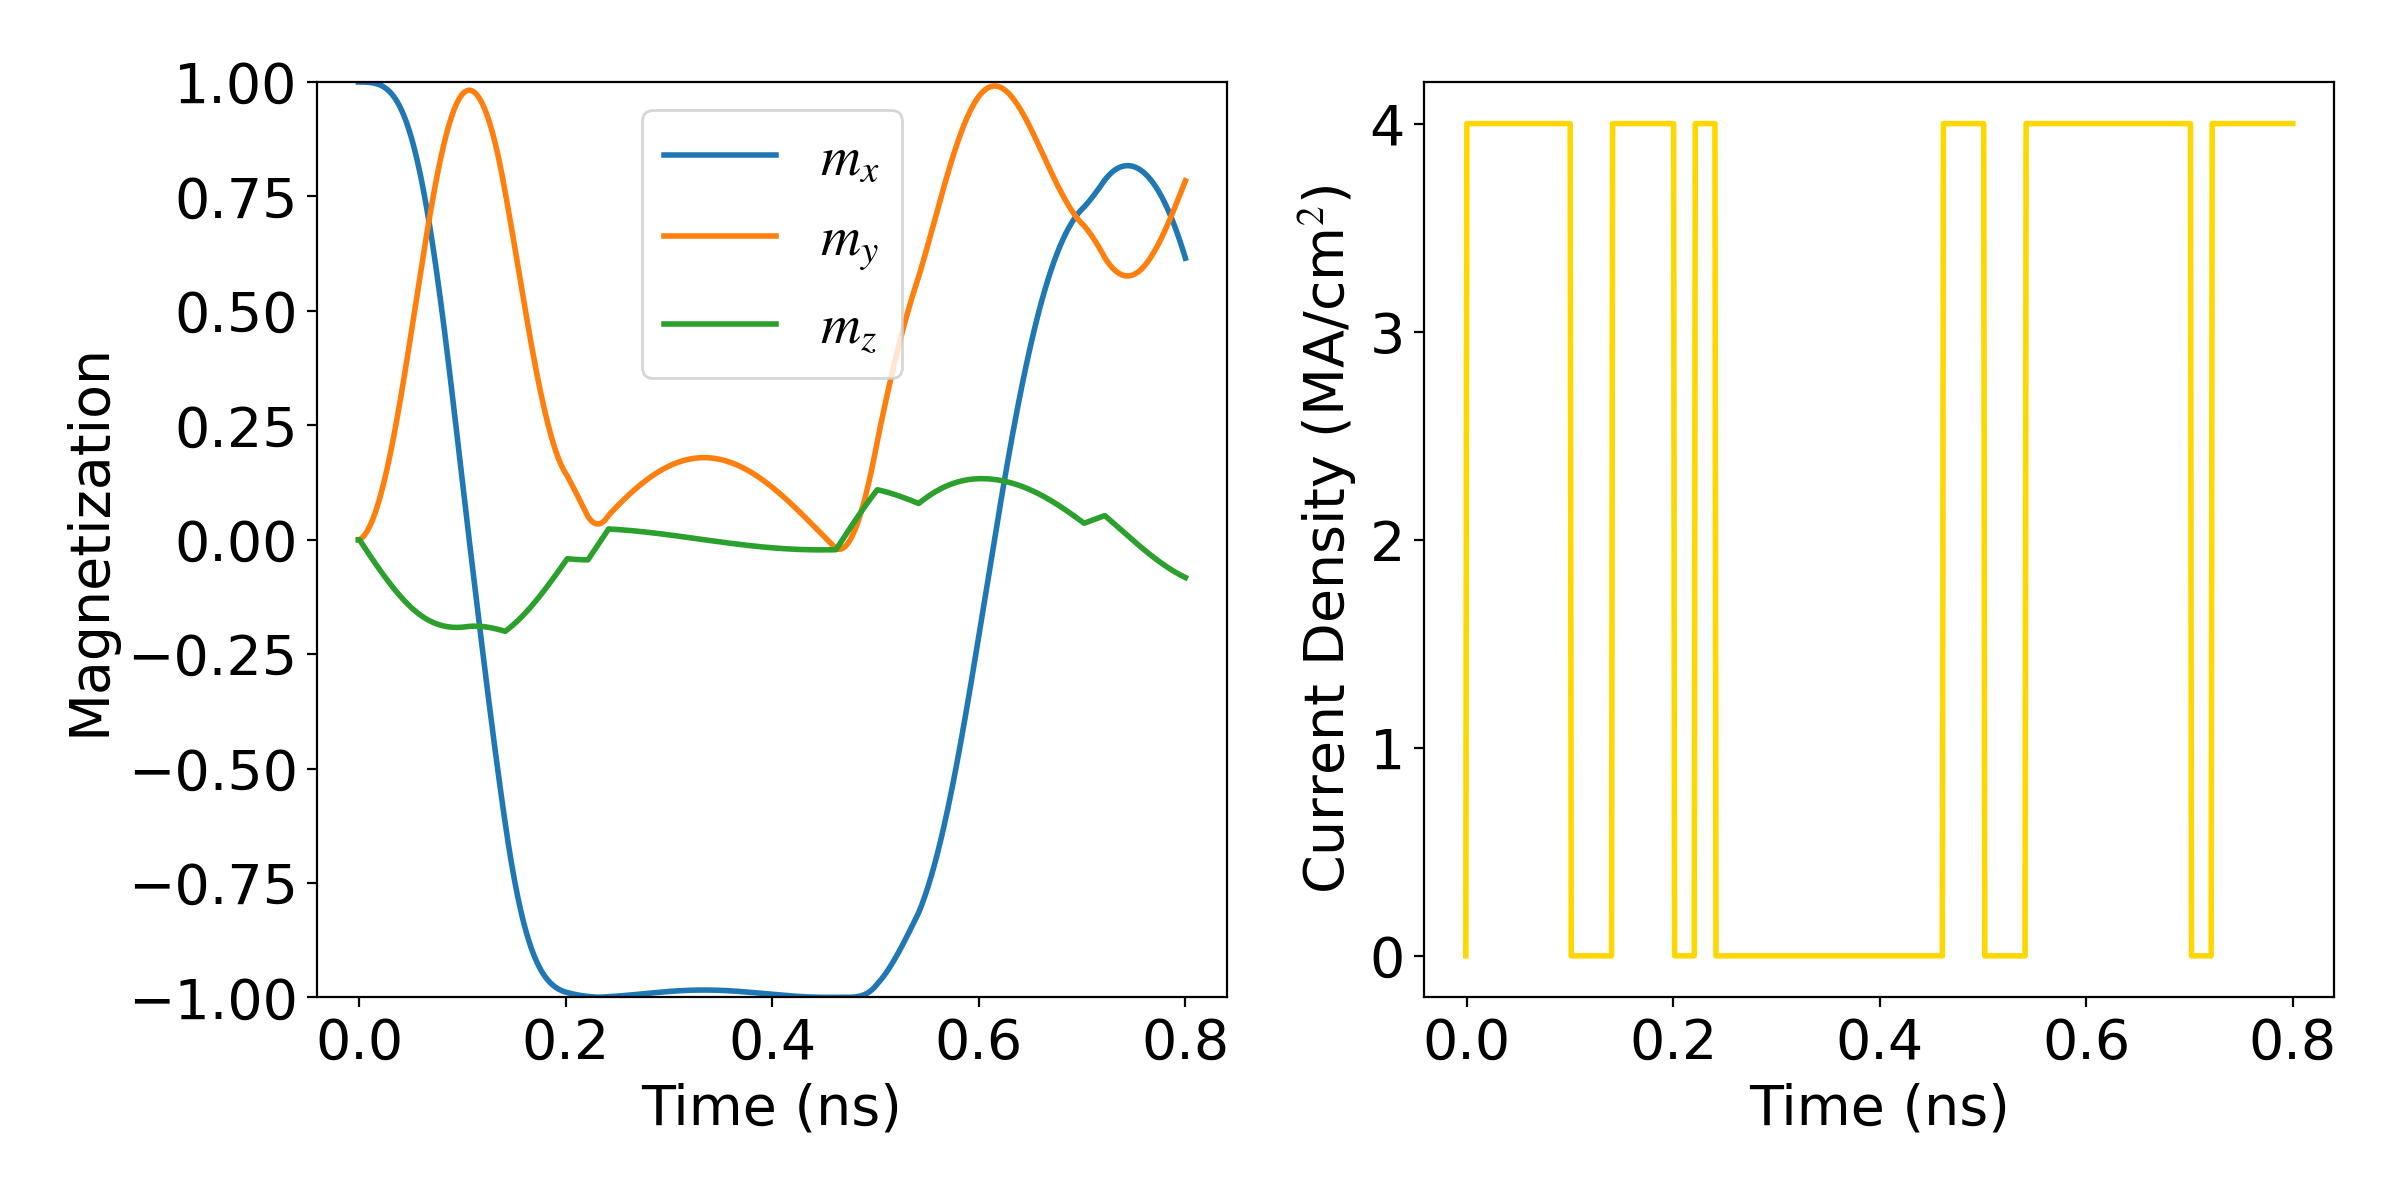 Magnetization
1.00
0.75
0.50
0.25
0.00
−0.25
−0.50
−0.75
−1.00
0.0 0.2 0.4 0.6 0.8
Time (ns)
m_x
m_y
m_z
Current Density (MA/cm²)
4
3
2
1
0
0.0 0.2 0.4 0.6 0.8
Time (ns)